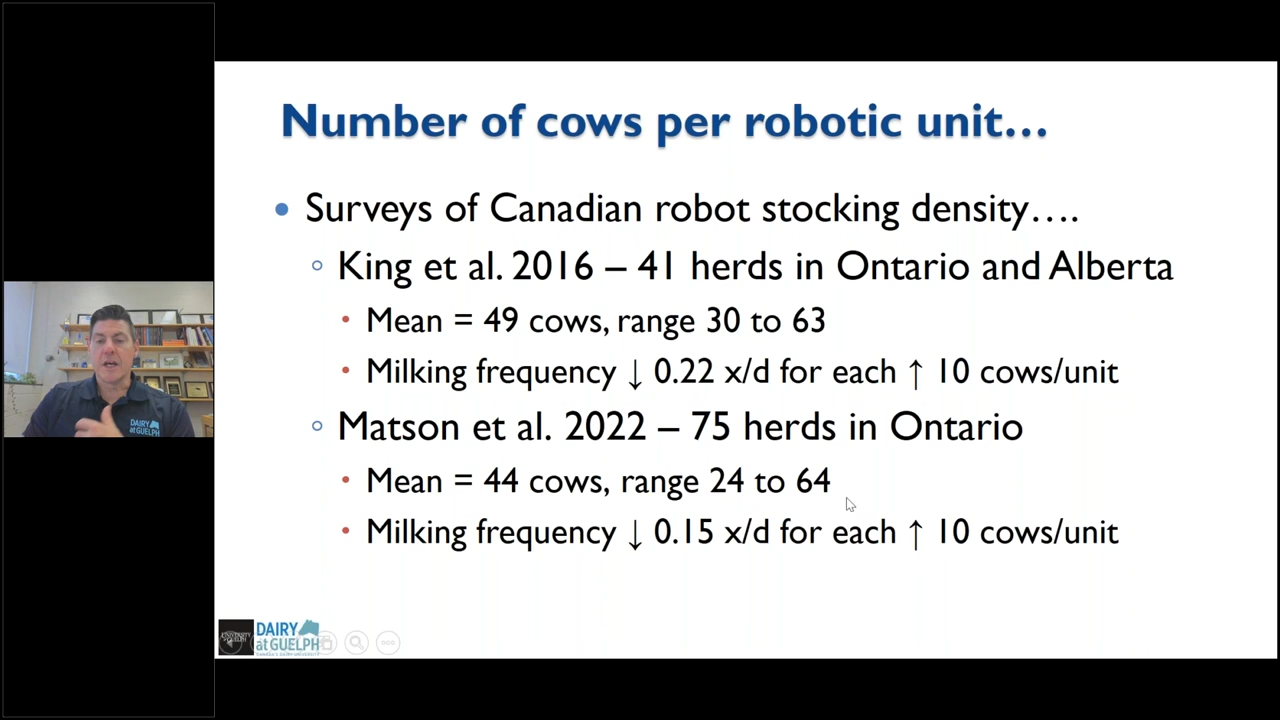 Number of cows per robotic unit…
Surveys of Canadian robot stocking density….
King et al. 2016 – 41 herds in Ontario and Alberta
Mean = 49 cows, range 30 to 63
Milking frequency ↓ 0.22 x/d for each ↑ 10 cows/unit
Matson et al. 2022 – 75 herds in Ontario
Mean = 44 cows, range 24 to 64
Milking frequency ↓ 0.15 x/d for each ↑ 10 cows/unit
DAIRY
at GUELPH
DAIRY
at GUELPH